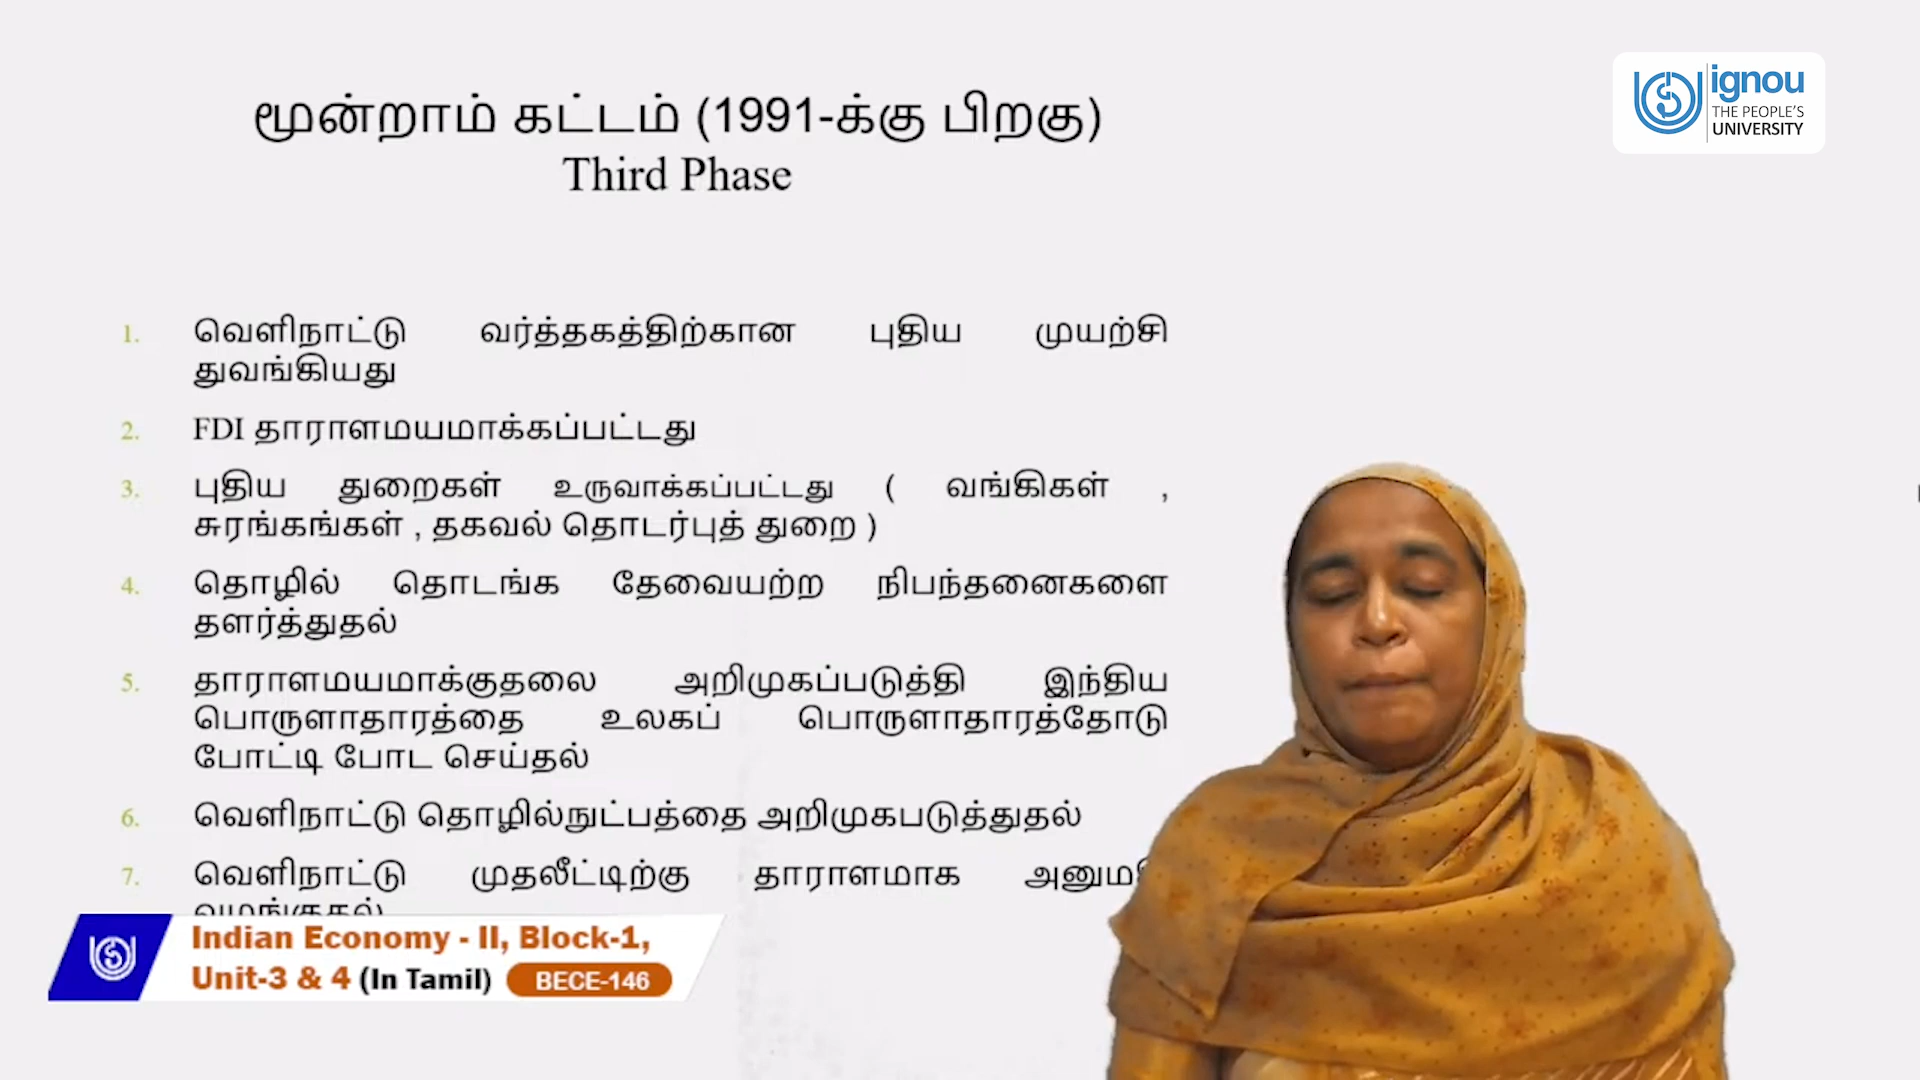 மூன்றாம் கட்டம் (1991-க்கு பிறகு)
Third Phase
ignou
THE PEOPLE'S
UNIVERSITY
1. வெளிநாட்டு வர்த்தகத்திற்கான புதிய முயற்சி
துவங்கியது
2. FDI தாராளமயமாக்கப்பட்டது
3. புதிய துறைகள் உருவாக்கப்பட்டது ( வங்கிகள் ,
சுரங்கங்கள் , தகவல் தொடர்புத் துறை )
4. தொழில் தொடங்க தேவையற்ற நிபந்தனைகளை
தளர்த்துதல்
5. தாராளமயமாக்குதலை அறிமுகப்படுத்தி இந்திய
பொருளாதாரத்தை உலகப் பொருளாதாரத்தோடு
போட்டி போட செய்தல்
6. வெளிநாட்டு தொழில்நுட்பத்தை அறிமுகபடுத்துதல்
7. வெளிநாட்டு முதலீட்டிற்கு தாராளமாக
Indian Economy - II, Block-1,
Unit-3 & 4 (In Tamil) BECE-146